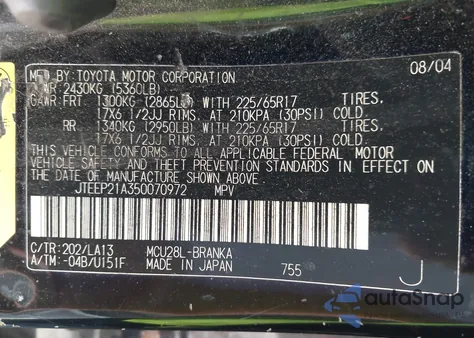 MFD. BY: TOYOTA MOTOR CORPORATION 08/04
GVWR 2430KG (5360LB)
GAWR FRT 1300KG (2865LB) WITH 225/65R17 TIRES.
17X6 1/2JJ RIMS. AT 210KPA (30PSI) COLD.
RR 1340KG (2950LB) WITH 225/65R17 TIRES.
17X6 1/2JJ RIMS. AT 210KPA (30PSI) COLD.
THIS VEHICLE CONFORMS TO ALL APPLICABLE FEDERAL MOTOR
VEHICLE SAFETY AND THEFT PREVENTION STANDARDS IN EFFECT ON
THE DATE OF MANUFACTURE SHOWN ABOVE.
JTEEP21A350070972 MPV
C/TR:202/LA13 MCU28L-BRANKA
A/TM:-04B/U151F MADE IN JAPAN 755 J
autoSnap